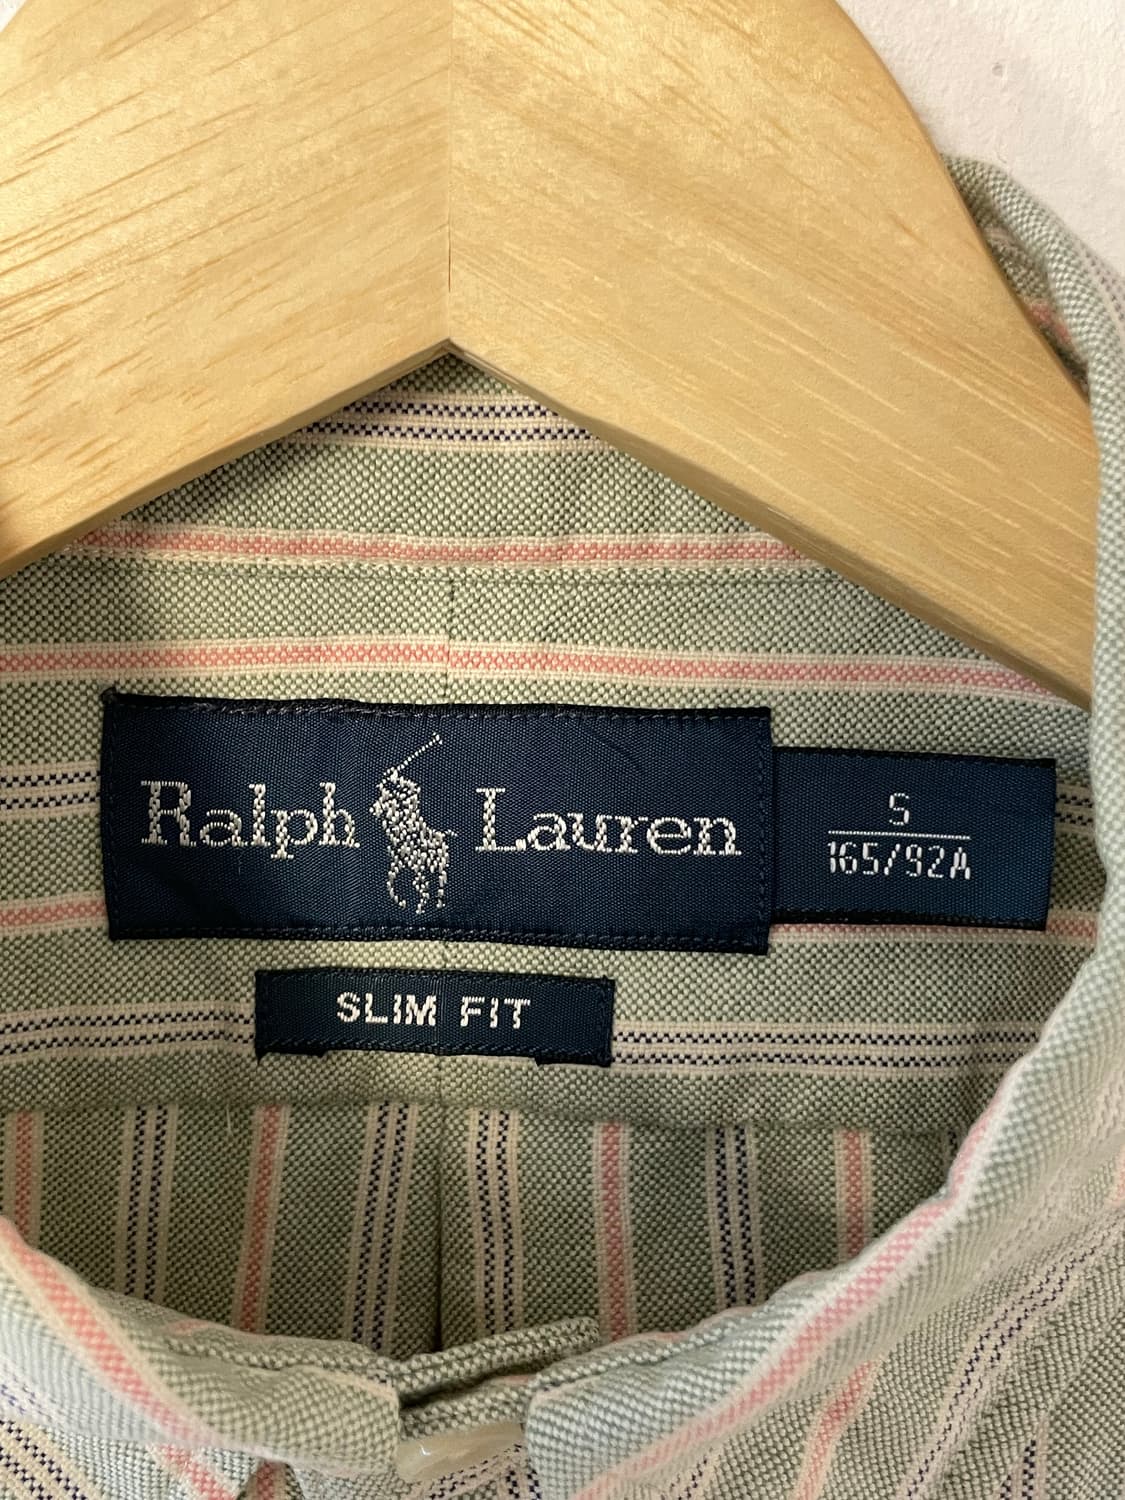 Ralph Lauren
S
165/92A
SLIM FIT